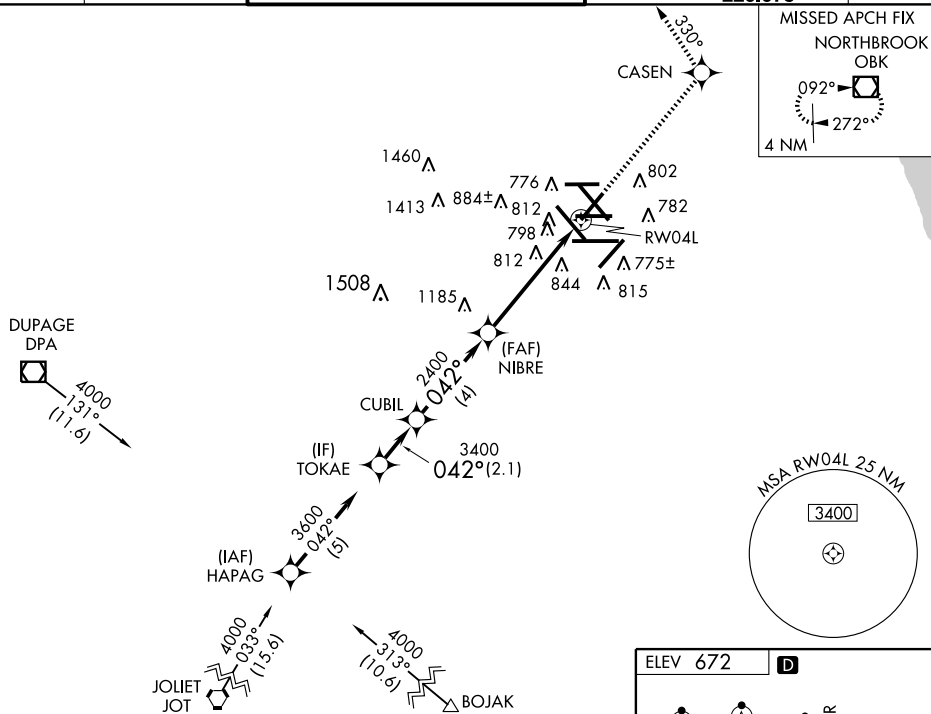 MISSED APCH FIX
NORTHBROOK
OBK
092°
272°
4 NM
330°
CASEN
1460
1413
884±
776
812
798
812
844
802
782
RW04L
775±
815
1508
1185
DUPAGE
DPA
4000
131°
(11.6)
(FAF)
NIBRE
2400
042°
(4)
CUBIL
(IF)
TOKAE
3400
042° (2.1)
MSA RW04L 25 NM
3400
3600
042°
(5)
(IAF)
HAPAG
4000
033°
(15.6)
JOLIET
JOT
4000
313°
(10.6)
BOJAK
ELEV 672
D